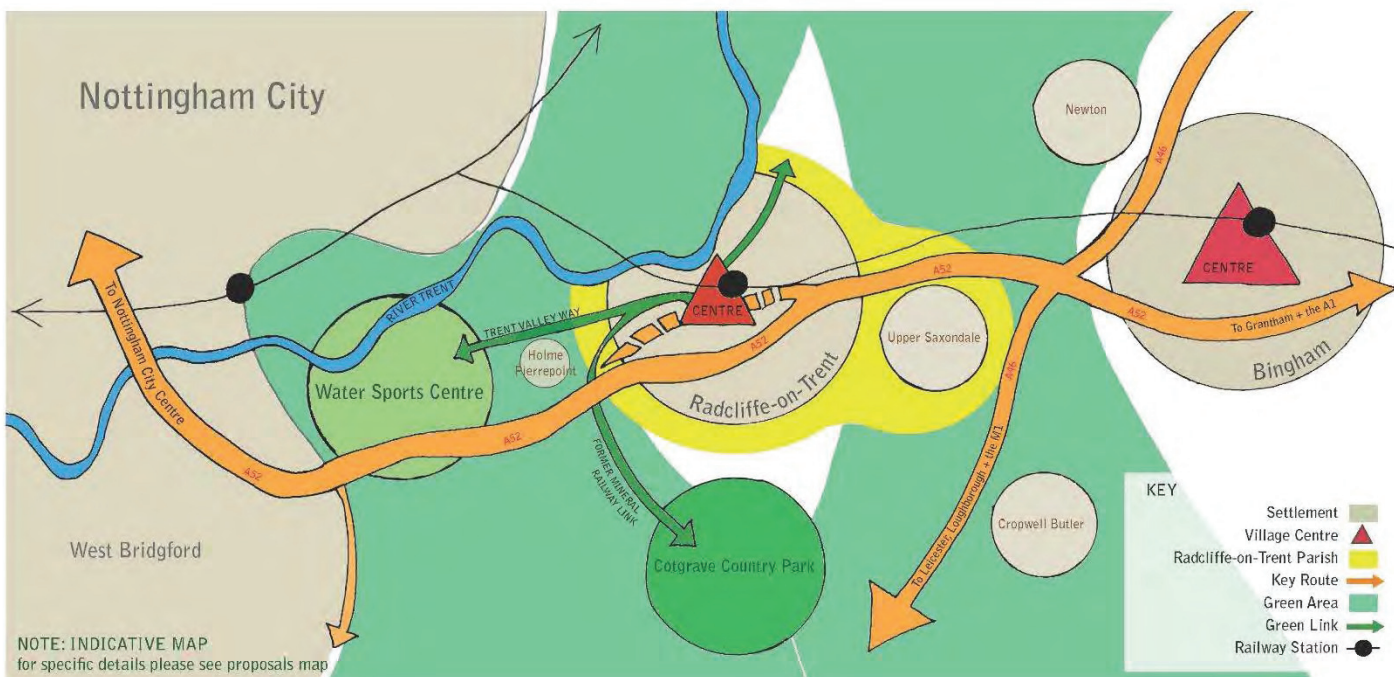 Nottingham City
Newton
A46
CENTRE
RIVER TRENT
To Nottingham City Centre
TRENT VALLEY WAY
CENTRE
A52
A52
Upper Saxondale
A52
To Grantham + the A1
Bingham
Holme
Pierrepoint
Water Sports Centre
Radcliffe-on-Trent
A52
A46
A52
FORMER MINERAL
RAILWAY LINK
To Leicester, Loughborough + the M1
West Bridgford
Cotgrave Country Park
Cropwell Butler
KEY
Settlement
Village Centre
Radcliffe-on-Trent Parish
Key Route
Green Area
Green Link
Railway Station
NOTE: INDICATIVE MAP
for specific details please see proposals map